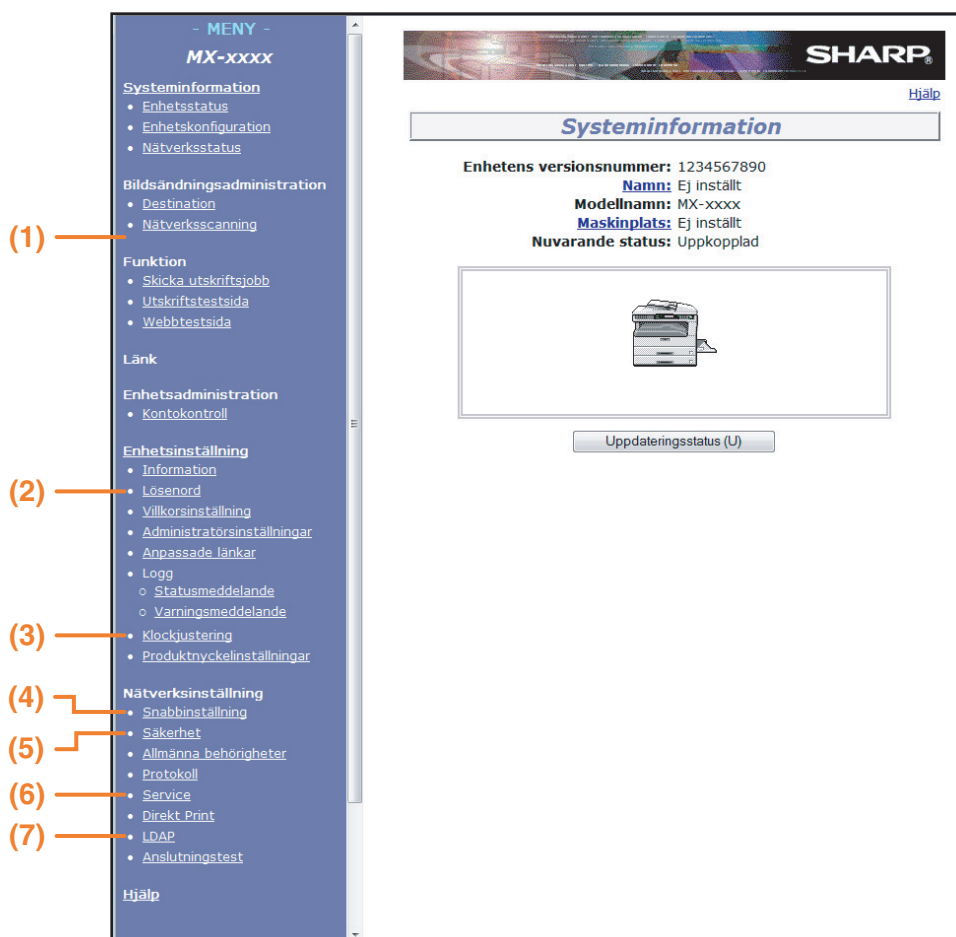 - MENY -
MX-xxxx
Systeminformation
• Enhetsstatus
• Enhetskonfiguration
• Nätverksstatus
Bildsändningsadministration
• Destination
• Nätverksscanning
(1)
Funktion
• Skicka utskriftsjobb
• Utskriftstestsida
• Webbtestsida
Länk
Enhetsadministration
• Kontokontroll
Enhetsinställning
• Information
(2)
• Lösenord
• Villkorsinställning
• Administratörsinställningar
• Anpassade länkar
• Logg
○ Statusmeddelande
○ Varningsmeddelande
(3)
• Klockjustering
• Produktnyckelinställningar
Nätverksinställning
(4)
• Snabbinställning
(5)
• Säkerhet
• Allmänna behörigheter
• Protokoll
(6)
• Service
• Direkt Print
(7)
• LDAP
• Anslutningstest
Hjälp
SHARP®
Hjälp
Systeminformation
Enhetens versionsnummer: 1234567890
Namn: Ej inställt
Modellnamn: MX-xxxx
Maskinplats: Ej inställt
Nuvarande status: Uppkopplad
Uppdateringsstatus (U)